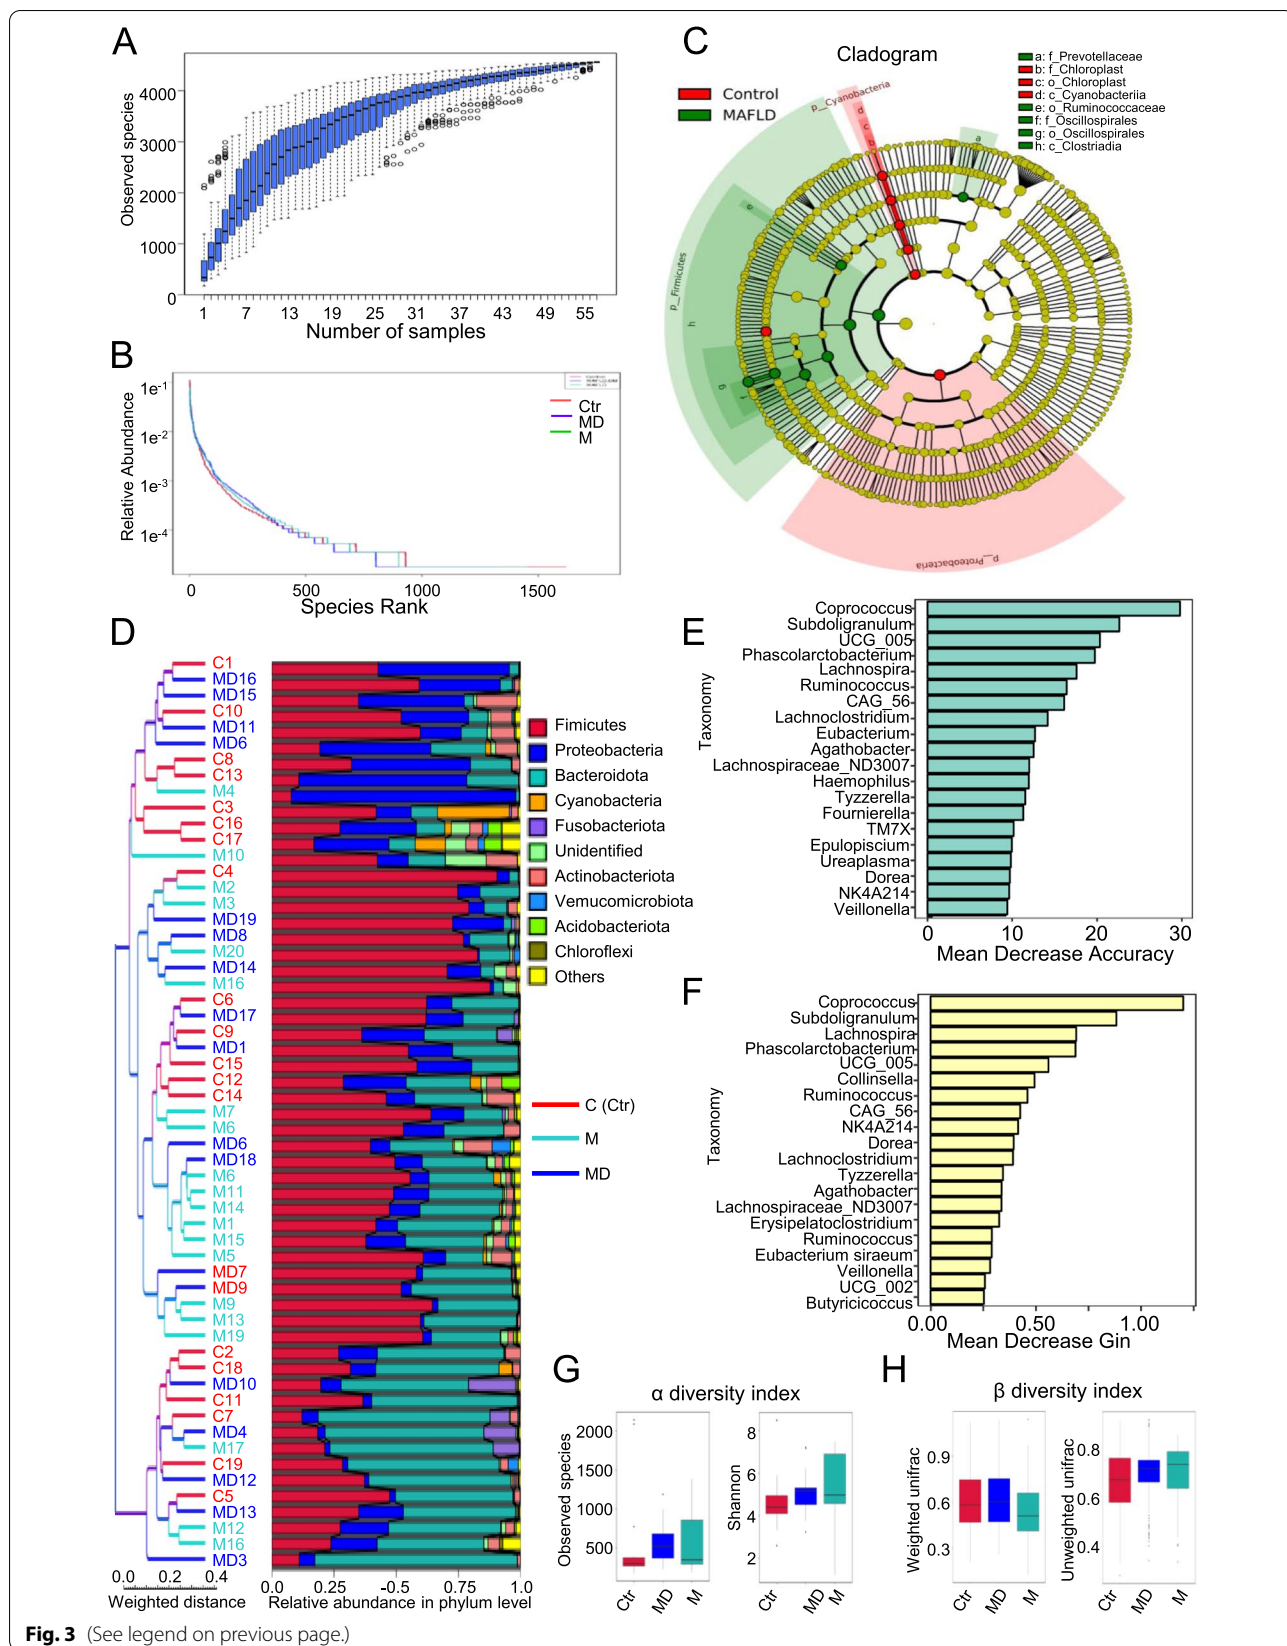 A
Observed species
4000
3000
2000
1000
0
1 7 13 19 25 31 37 43 49 55
Number of samples
B
Relative Abundance
1e-1
1e-2
1e-3
1e-4
0 500 1000 1500
Species Rank
Ctr
MD
M
C
Cladogram
Control
MAFLD
a: f_Prevotellaceae
b: f_Chloroplast
c: o_Chloroplast
d: c_Cyanobacteriia
e: o_Ruminococcaceae
f: f_Oscillospirales
g: o_Oscillospirales
h: c_Clostriadia
p__Cyanobacteria
d
c
b
a
e
p__Firmicutes
h
g
f
p__Proteobacteria
D
C1
MD16
MD15
C10
MD11
MD6
C8
C13
M4
C3
C16
C17
M10
C4
M2
M3
MD19
MD8
M20
MD14
M16
C6
MD17
C9
MD1
C15
C12
C14
M7
M6
MD6
MD18
M6
M11
M14
M1
M15
M5
MD7
MD9
M9
M13
M19
C2
C18
MD10
C11
C7
MD4
M17
C19
MD12
C5
MD13
M12
M16
MD3
0.0 0.2 0.4
Weighted distance
0.0 0.25 -0.5 0.75 1.0
Relative abundance in phylum level
Fimicutes
Proteobacteria
Bacteroidota
Cyanobacteria
Fusobacteriota
Unidentified
Actinobacteriota
Vemucomicrobiota
Acidobacteriota
Chloroflexi
Others
C (Ctr)
M
MD
E
Taxonomy
Coprococcus
Subdoligranulum
UCG_005
Phascolarctobacterium
Lachnospira
Ruminococcus
CAG_56
Lachnoclostridium
Eubacterium
Agathobacter
Lachnospiraceae_ND3007
Haemophilus
Tyzzerella
Fournierella
TM7X
Epulopiscium
Ureaplasma
Dorea
NK4A214
Veillonella
0 10 20 30
Mean Decrease Accuracy
F
Taxonomy
Coprococcus
Subdoligranulum
Lachnospira
Phascolarctobacterium
UCG_005
Collinsella
Ruminococcus
CAG_56
NK4A214
Dorea
Lachnoclostridium
Tyzzerella
Agathobacter
Lachnospiraceae_ND3007
Erysipelatoclostridium
Ruminococcus
Eubacterium siraeum
Veillonella
UCG_002
Butyricicoccus
0.00 0.50 1.00
Mean Decrease Gin
G
α diversity index
Observed species
2000
1500
1000
500
Ctr MD M
Shannon
8
6
4
2
Ctr MD M
H
β diversity index
Weighted unifrac
0.9
0.6
0.3
Ctr MD M
Unweighted unifrac
0.8
0.6
0.4
Ctr MD M
Fig. 3 (See legend on previous page.)